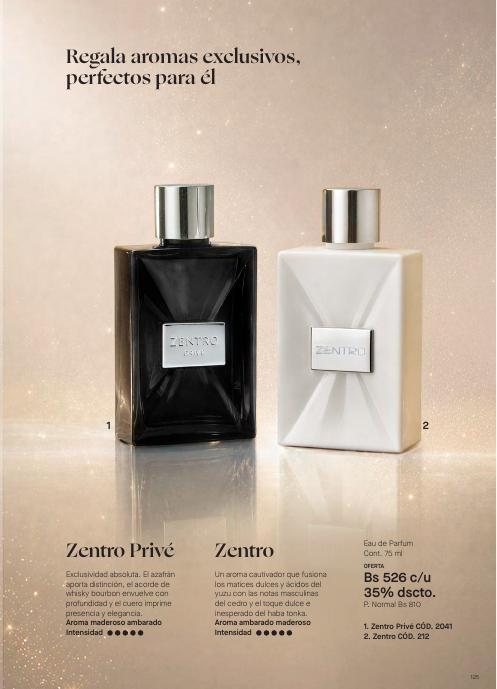 Regala aromas exclusivos,
perfectos para él
ZENTRO
PRIVÉ
ZENTRO
1
2
Zentro Privé
Exclusividad absoluta. El azafrán
aporta distinción, el acorde de
whisky bourbon envuelve con
profundidad y el cuero imprime
presencia y elegancia.
Aroma maderoso ambarado
Intensidad ●●●●●
Zentro
Un aroma cautivador que fusiona
los matices dulces y ácidos del
yuzu con las notas masculinas
del cedro y el toque dulce e
inesperado del haba tonka.
Aroma ambarado maderoso
Intensidad ●●●●●
Eau de Parfum
Cont. 75 ml
OFERTA
Bs 526 c/u
35% dscto.
P. Normal Bs 810
1. Zentro Privé CÓD. 2041
2. Zentro CÓD. 212
125